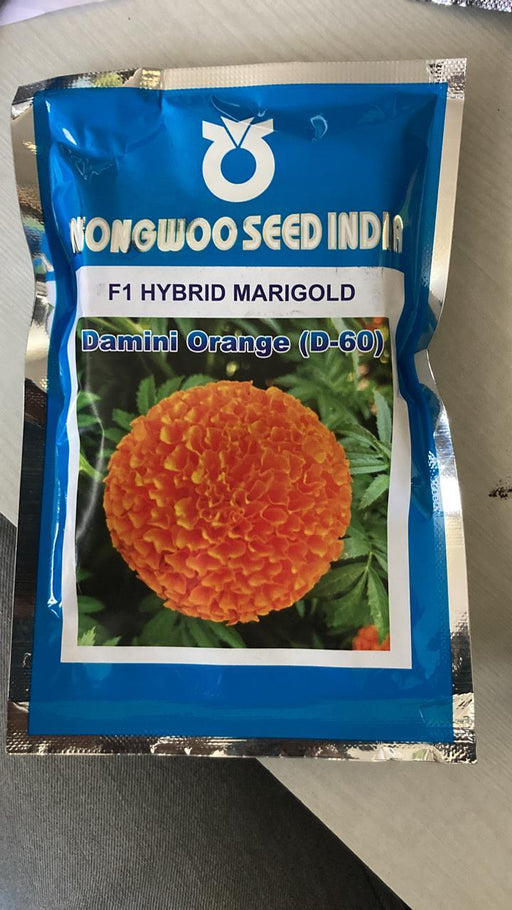 NONGWOO SEED INDIA
F1 HYBRID MARIGOLD
Damini Orange (D-60)